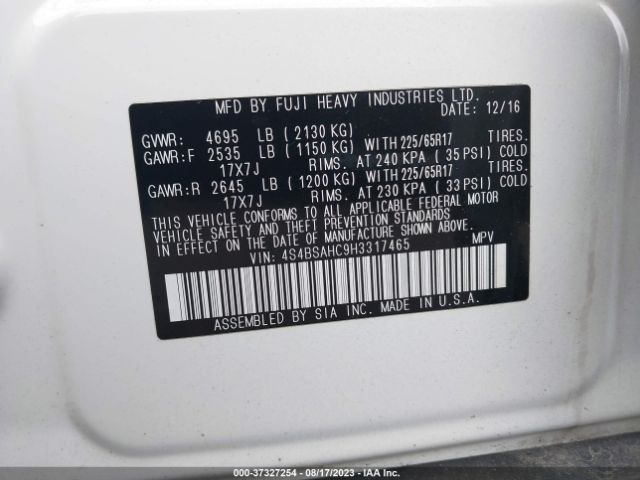 MFD BY FUJI HEAVY INDUSTRIES LTD.
DATE: 12/16
GVWR: 4695 LB (2130 KG)
GAWR:F 2535 LB (1150 KG) WITH 225/65R17 TIRES.
17X7J RIMS. AT 240 KPA (35 PSI) COLD
GAWR:R 2645 LB (1200 KG) WITH 225/65R17 TIRES.
17X7J RIMS. AT 230 KPA (33 PSI) COLD
THIS VEHICLE CONFORMS TO ALL APPLICABLE FEDERAL MOTOR
VEHICLE SAFETY AND THEFT PREVENTION STANDARDS
IN EFFECT ON THE DATE OF MANUFACTURE SHOWN ABOVE.
VIN: 4S4BSAHC9H3317465 MPV
ASSEMBLED BY SIA INC. MADE IN U.S.A.
000-37327254 - 08/17/2023 - IAAI.COM